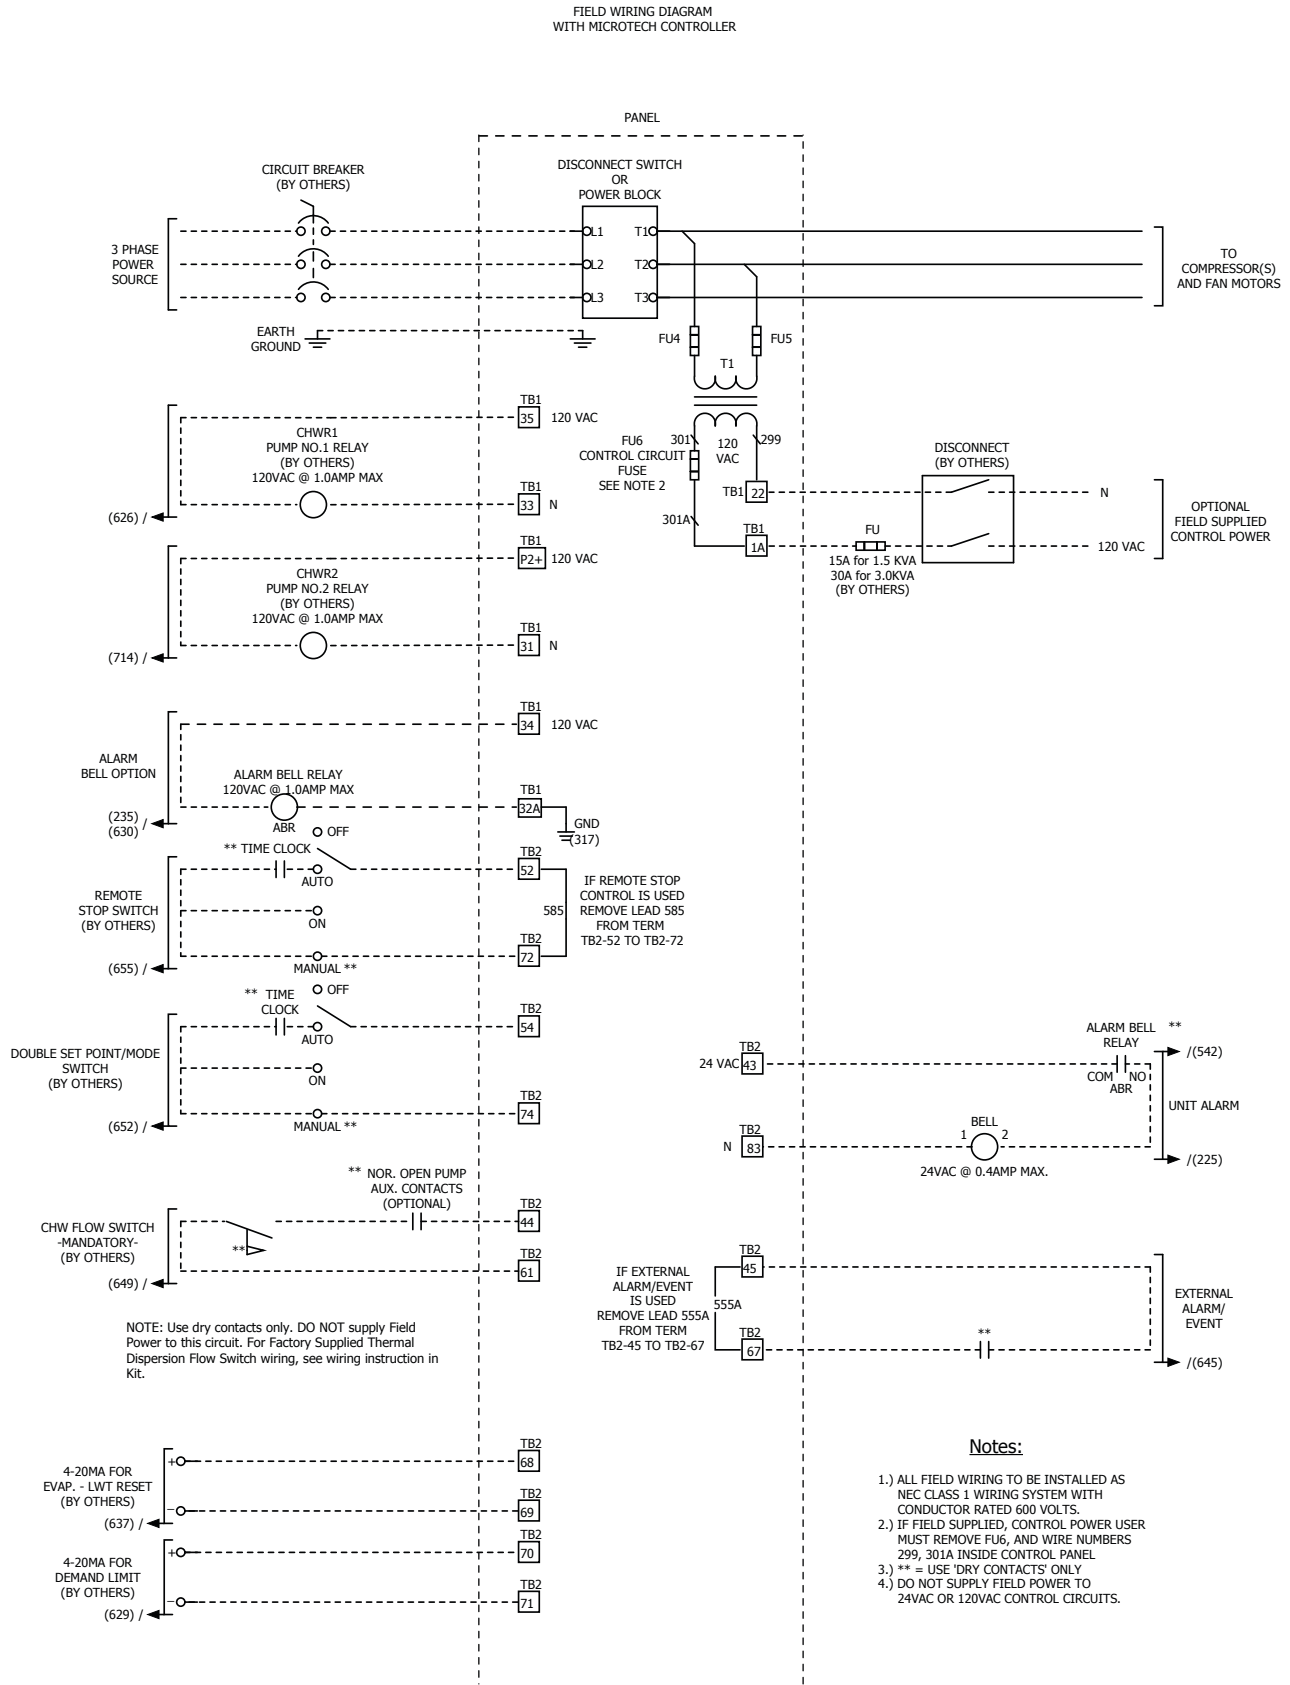 FIELD WIRING DIAGRAM
WITH MICROTECH CONTROLLER
PANEL
CIRCUIT BREAKER
(BY OTHERS)
DISCONNECT SWITCH
OR
POWER BLOCK
3 PHASE
POWER
SOURCE
L1
T1
L2
T2
L3
T3
TO
COMPRESSOR(S)
AND FAN MOTORS
EARTH
GROUND
FU4
FU5
T1
TB1
35
120 VAC
CHWR1
PUMP NO.1 RELAY
(BY OTHERS)
120VAC @ 1.0AMP MAX
TB1
33
N
(626) /
FU6
CONTROL CIRCUIT
FUSE
SEE NOTE 2
301
120
VAC
299
TB1
22
301A
TB1
1A
DISCONNECT
(BY OTHERS)
N
FU
120 VAC
15A for 1.5 KVA
30A for 3.0KVA
(BY OTHERS)
OPTIONAL
FIELD SUPPLIED
CONTROL POWER
TB1
P2+
120 VAC
CHWR2
PUMP NO.2 RELAY
(BY OTHERS)
120VAC @ 1.0AMP MAX
TB1
31
N
(714) /
TB1
34
120 VAC
ALARM
BELL OPTION
ALARM BELL RELAY
120VAC @ 1.0AMP MAX
ABR
TB1
32A
GND
(317)
(235)
(630) /
OFF
** TIME CLOCK
AUTO
TB2
52
REMOTE
STOP SWITCH
(BY OTHERS)
ON
585
IF REMOTE STOP
CONTROL IS USED
REMOVE LEAD 585
FROM TERM
TB2-52 TO TB2-72
TB2
72
MANUAL **
(655) /
OFF
** TIME
CLOCK
AUTO
TB2
54
DOUBLE SET POINT/MODE
SWITCH
(BY OTHERS)
ON
TB2
74
MANUAL **
(652) /
TB2
24 VAC
43
ALARM BELL **
RELAY
COM
NO
ABR
/(542)
UNIT ALARM
TB2
N
83
BELL
1
2
24VAC @ 0.4AMP MAX.
/(225)
** NOR. OPEN PUMP
AUX. CONTACTS
(OPTIONAL)
TB2
44
CHW FLOW SWITCH
-MANDATORY-
(BY OTHERS)
**
TB2
61
(649) /
NOTE: Use dry contacts only. DO NOT supply Field
Power to this circuit. For Factory Supplied Thermal
Dispersion Flow Switch wiring, see wiring instruction in
Kit.
TB2
45
IF EXTERNAL
ALARM/EVENT
IS USED
REMOVE LEAD 555A
FROM TERM
TB2-45 TO TB2-67
555A
TB2
67
**
EXTERNAL
ALARM/
EVENT
/(645)
4-20MA FOR
EVAP. - LWT RESET
(BY OTHERS)
+
TB2
68
−
TB2
69
(637) /
4-20MA FOR
DEMAND LIMIT
(BY OTHERS)
+
TB2
70
−
TB2
71
(629) /
Notes:
1.) ALL FIELD WIRING TO BE INSTALLED AS
NEC CLASS 1 WIRING SYSTEM WITH
CONDUCTOR RATED 600 VOLTS.
2.) IF FIELD SUPPLIED, CONTROL POWER USER
MUST REMOVE FU6, AND WIRE NUMBERS
299, 301A INSIDE CONTROL PANEL
3.) ** = USE 'DRY CONTACTS' ONLY
4.) DO NOT SUPPLY FIELD POWER TO
24VAC OR 120VAC CONTROL CIRCUITS.